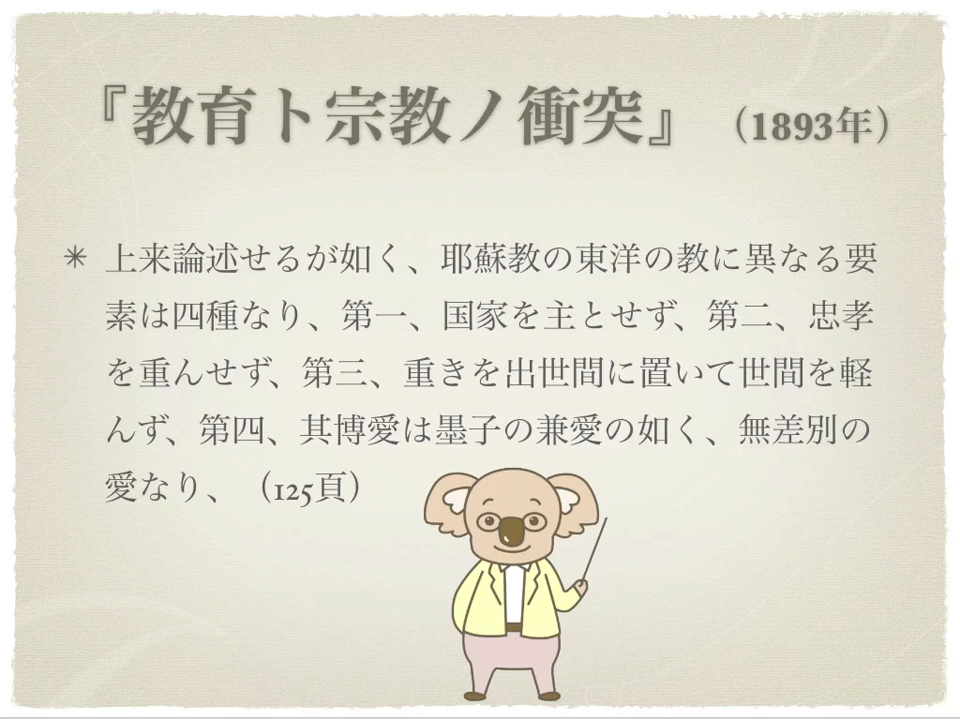 『教育ト宗教ノ衝突』（1893年）
✴ 上来論述せるが如く、耶蘇教の東洋の教に異なる要
素は四種なり、第一、国家を主とせず、第二、忠孝
を重んせず、第三、重きを出世間に置いて世間を軽
んず、第四、其博愛は墨子の兼愛の如く、無差別の
愛なり、（125頁）